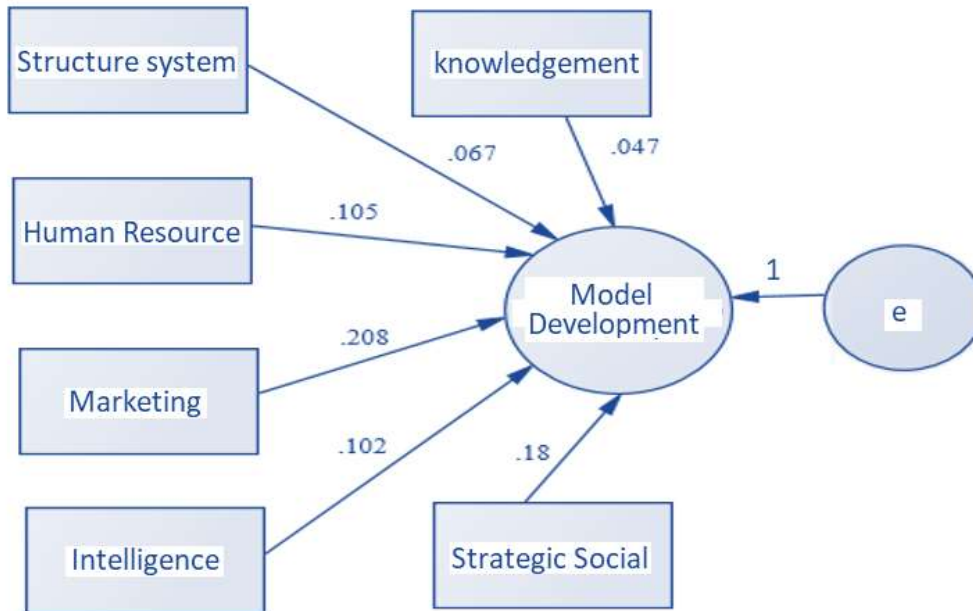 Structure system
knowledgement
.067
.047
Human Resource
.105
Model
Development
1
e
Marketing
.208
.102
.18
Intelligence
Strategic Social